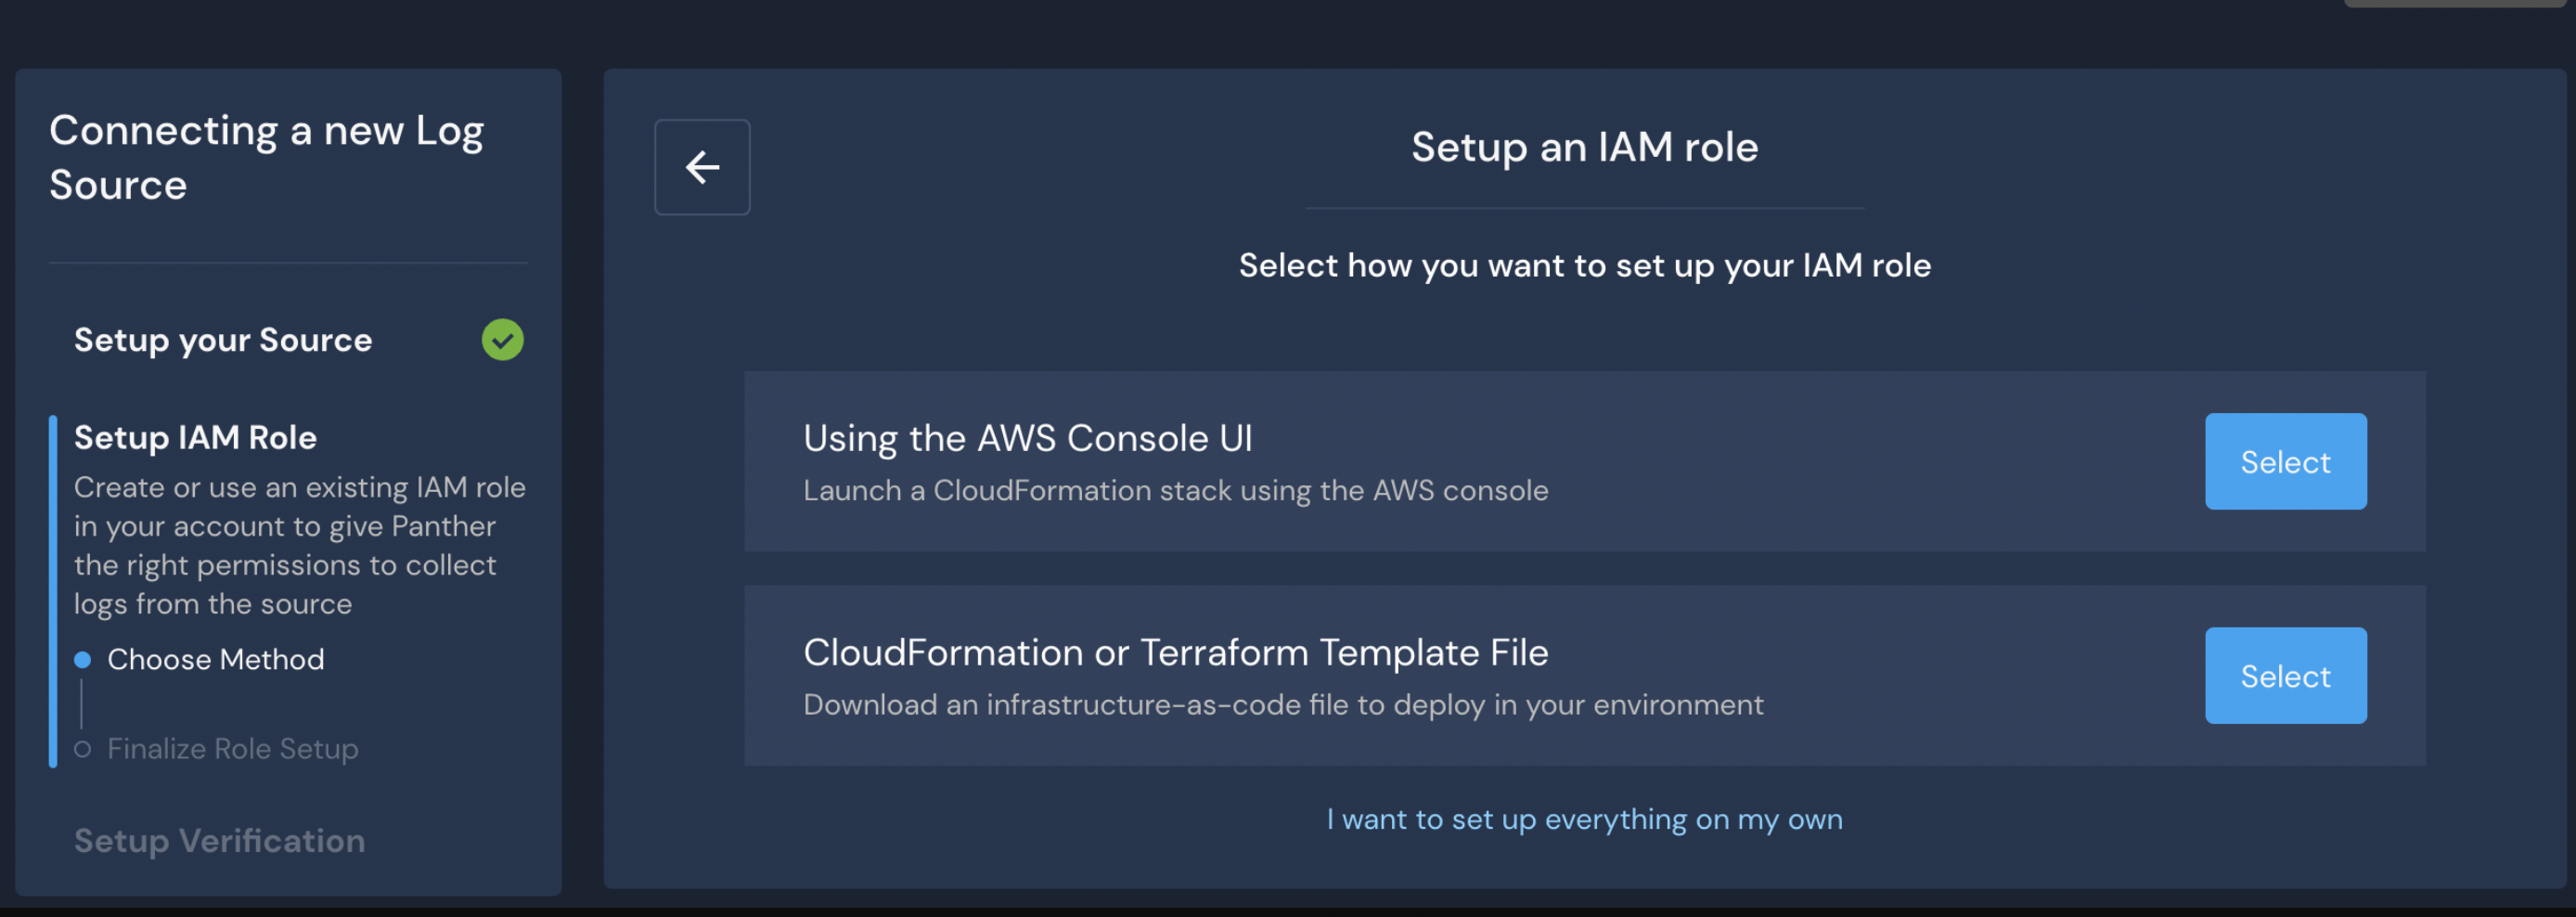 Connecting a new Log
Source
Setup your Source
Setup IAM Role
Create or use an existing IAM role
in your account to give Panther
the right permissions to collect
logs from the source
Choose Method
Finalize Role Setup
Setup Verification
Setup an IAM role
Select how you want to set up your IAM role
Using the AWS Console UI
Launch a CloudFormation stack using the AWS console
Select
CloudFormation or Terraform Template File
Download an infrastructure-as-code file to deploy in your environment
Select
I want to set up everything on my own